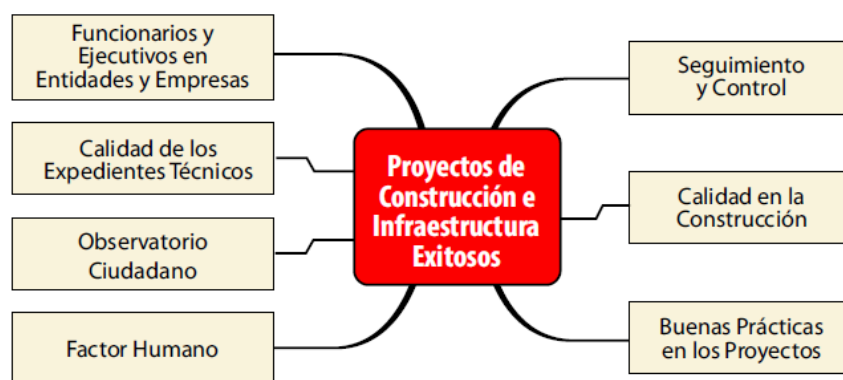 Funcionarios y
Ejecutivos en
Entidades y Empresas
Calidad de los
Expedientes Técnicos
Observatorio
Ciudadano
Factor Humano
Proyectos de
Construcción e
Infraestructura
Exitosos
Seguimiento
y Control
Calidad en la
Construcción
Buenas Prácticas
en los Proyectos